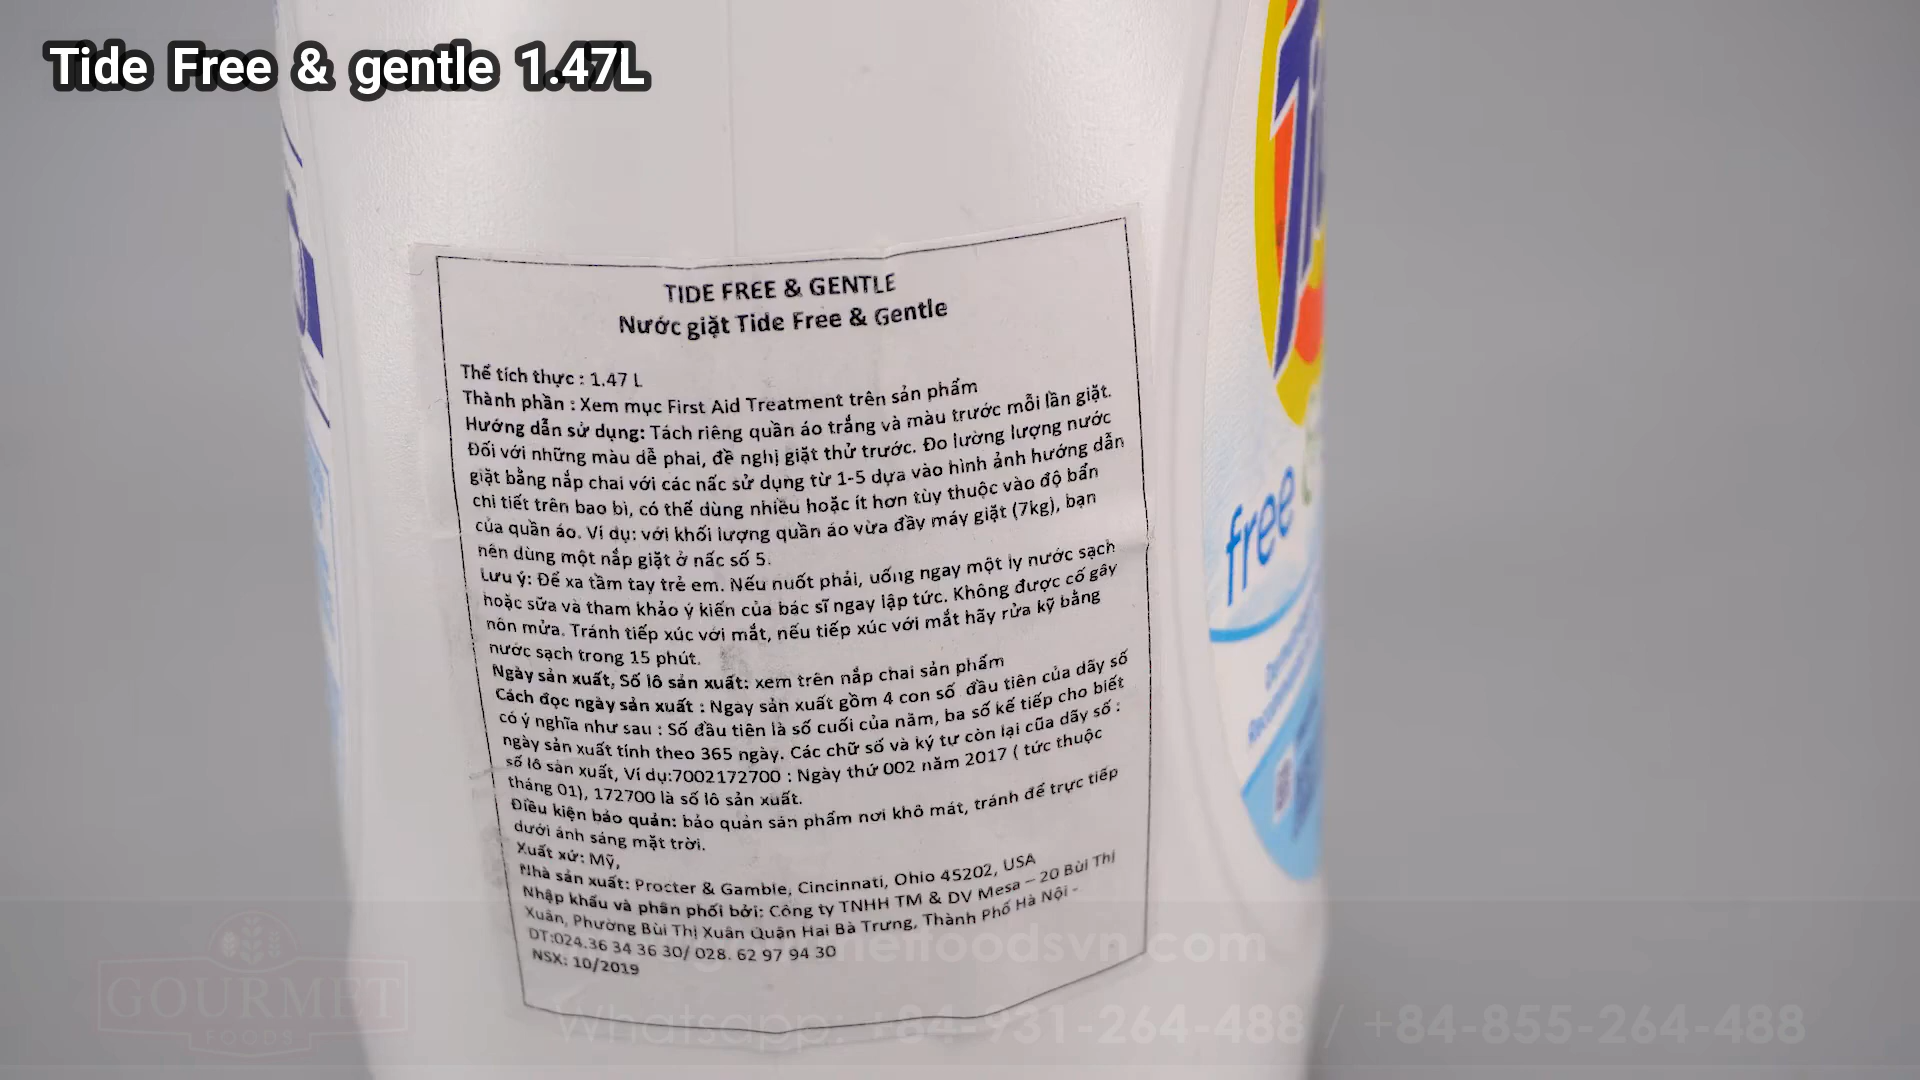 Tide Free & gentle 1.47L
TIDE FREE & GENTLE
Nước giặt Tide Free & Gentle
Thể tích thực : 1.47 L
Thành phần : Xem mục First Aid Treatment trên sản phẩm
Hướng dẫn sử dụng: Tách riêng quần áo trắng và màu trước mỗi lần giặt.
Đối với những màu dễ phai, đề nghị giặt thử trước. Đo lường lượng nước
giặt bằng nắp chai với các nấc sử dụng từ 1-5 dựa vào hình ảnh hướng dẫn
chi tiết trên bao bì, có thể dùng nhiều hoặc ít hơn tùy thuộc vào độ bẩn
của quần áo. Ví dụ: với khối lượng quần áo vừa đầy máy giặt (7kg), bạn
nên dùng một nắp giặt ở nấc số 5.
Lưu ý: Để xa tầm tay trẻ em. Nếu nuốt phải, uống ngay một ly nước sạch
hoặc sữa và tham khảo ý kiến của bác sĩ ngay lập tức. Không được cố gây
nôn mửa. Tránh tiếp xúc với mắt, nếu tiếp xúc với mắt hãy rửa kỹ bằng
nước sạch trong 15 phút.
Ngày sản xuất, Số lô sản xuất: xem trên nắp chai sản phẩm
Cách đọc ngày sản xuất : Ngày sản xuất gồm 4 con số đầu tiên của dãy số
có ý nghĩa như sau : Số đầu tiên là số cuối của năm, ba số kế tiếp cho biết
ngày sản xuất tính theo 365 ngày. Các chữ số và ký tự còn lại cũa dãy số :
số lô sản xuất, Ví dụ:7002172700 : Ngày thứ 002 năm 2017 ( tức thuộc
tháng 01), 172700 là số lô sản xuất.
Điều kiện bảo quản: bảo quản sản phẩm nơi khô mát, tránh để trực tiếp
dưới ánh sáng mặt trời.
Xuất xứ: Mỹ,
Nhà sản xuất: Procter & Gamble, Cincinnati, Ohio 45202, USA
Nhập khẩu và phân phối bởi: Công ty TNHH TM & DV Mesa – 20 Bùi Thị
Xuân, Phường Bùi Thị Xuân Quận Hai Bà Trưng, Thành Phố Hà Nội -
DT:024.36 34 36 30/ 028. 62 97 94 30
NSX: 10/2019
free
GOURMET
FOODS
Whatsapp: +84-931-264-488 / +84-855-264-488